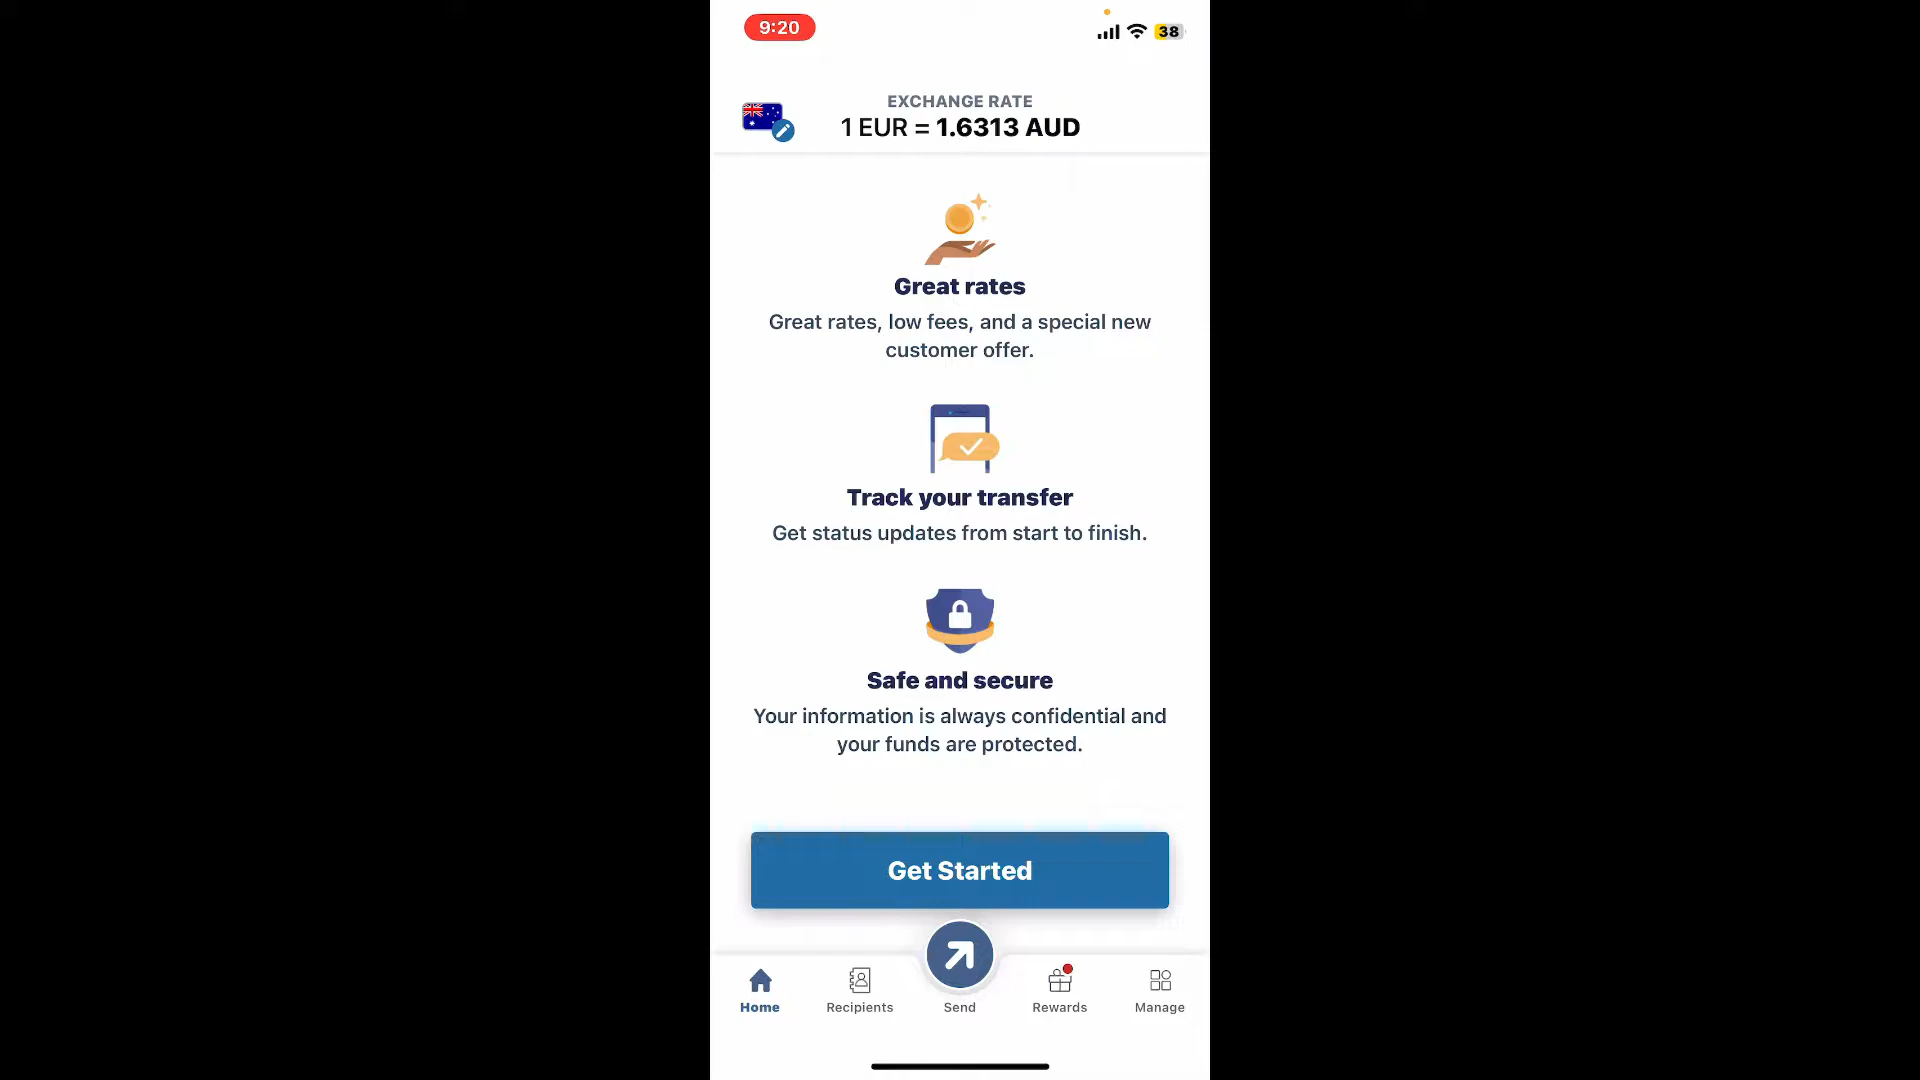 9:20
38
EXCHANGE RATE
1 EUR = 1.6313 AUD
Great rates
Great rates, low fees, and a special new
customer offer.
Track your transfer
Get status updates from start to finish.
Safe and secure
Your information is always confidential and
your funds are protected.
Get Started
Home
Recipients
Send
Rewards
Manage